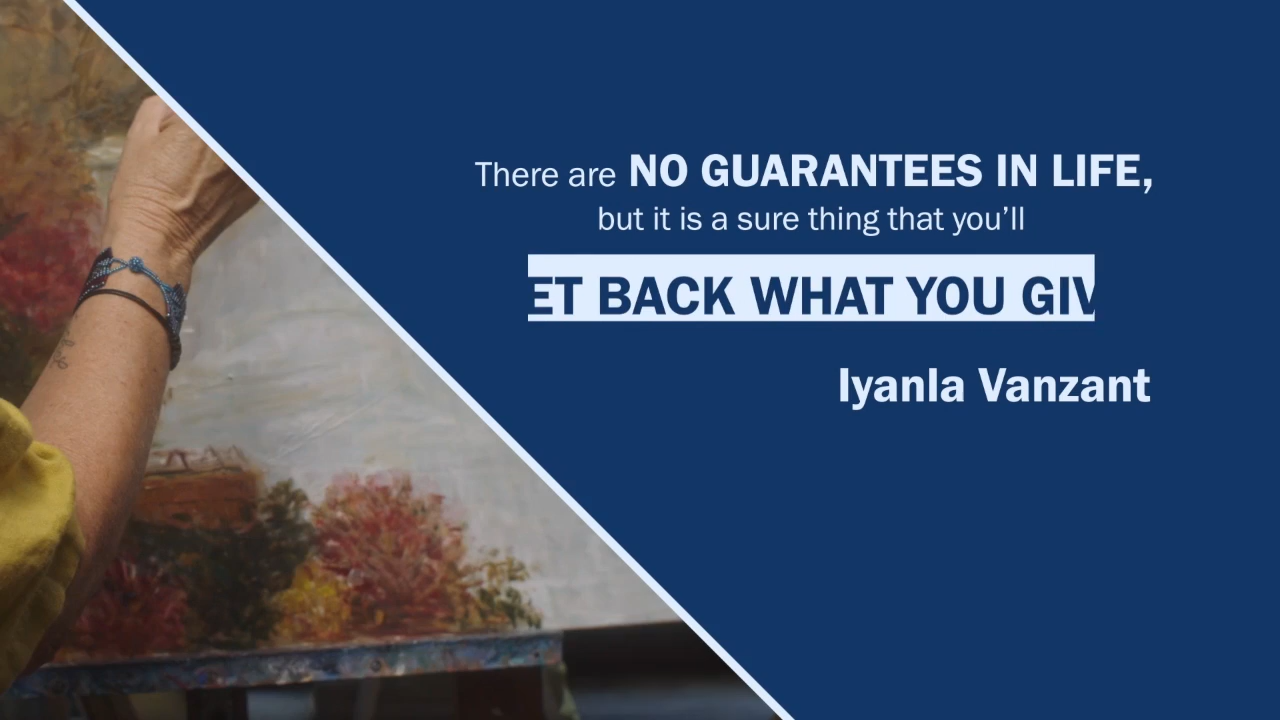 There are NO GUARANTEES IN LIFE,
but it is a sure thing that you’ll
ET BACK WHAT YOU GIV
Iyanla Vanzant